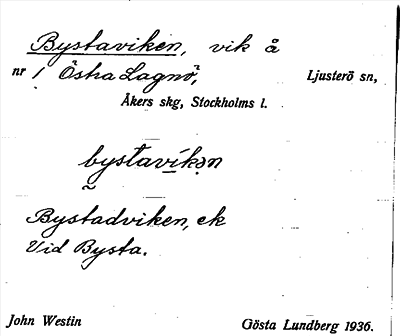 Bystaviken, vik å
nr 1 Östra Lagnö, Ljusterö sn,
Åkers skg, Stockholms l.
bystavíkən
Bystadviken, ek
Vid Bysta.
John Westin Gösta Lundberg 1936.